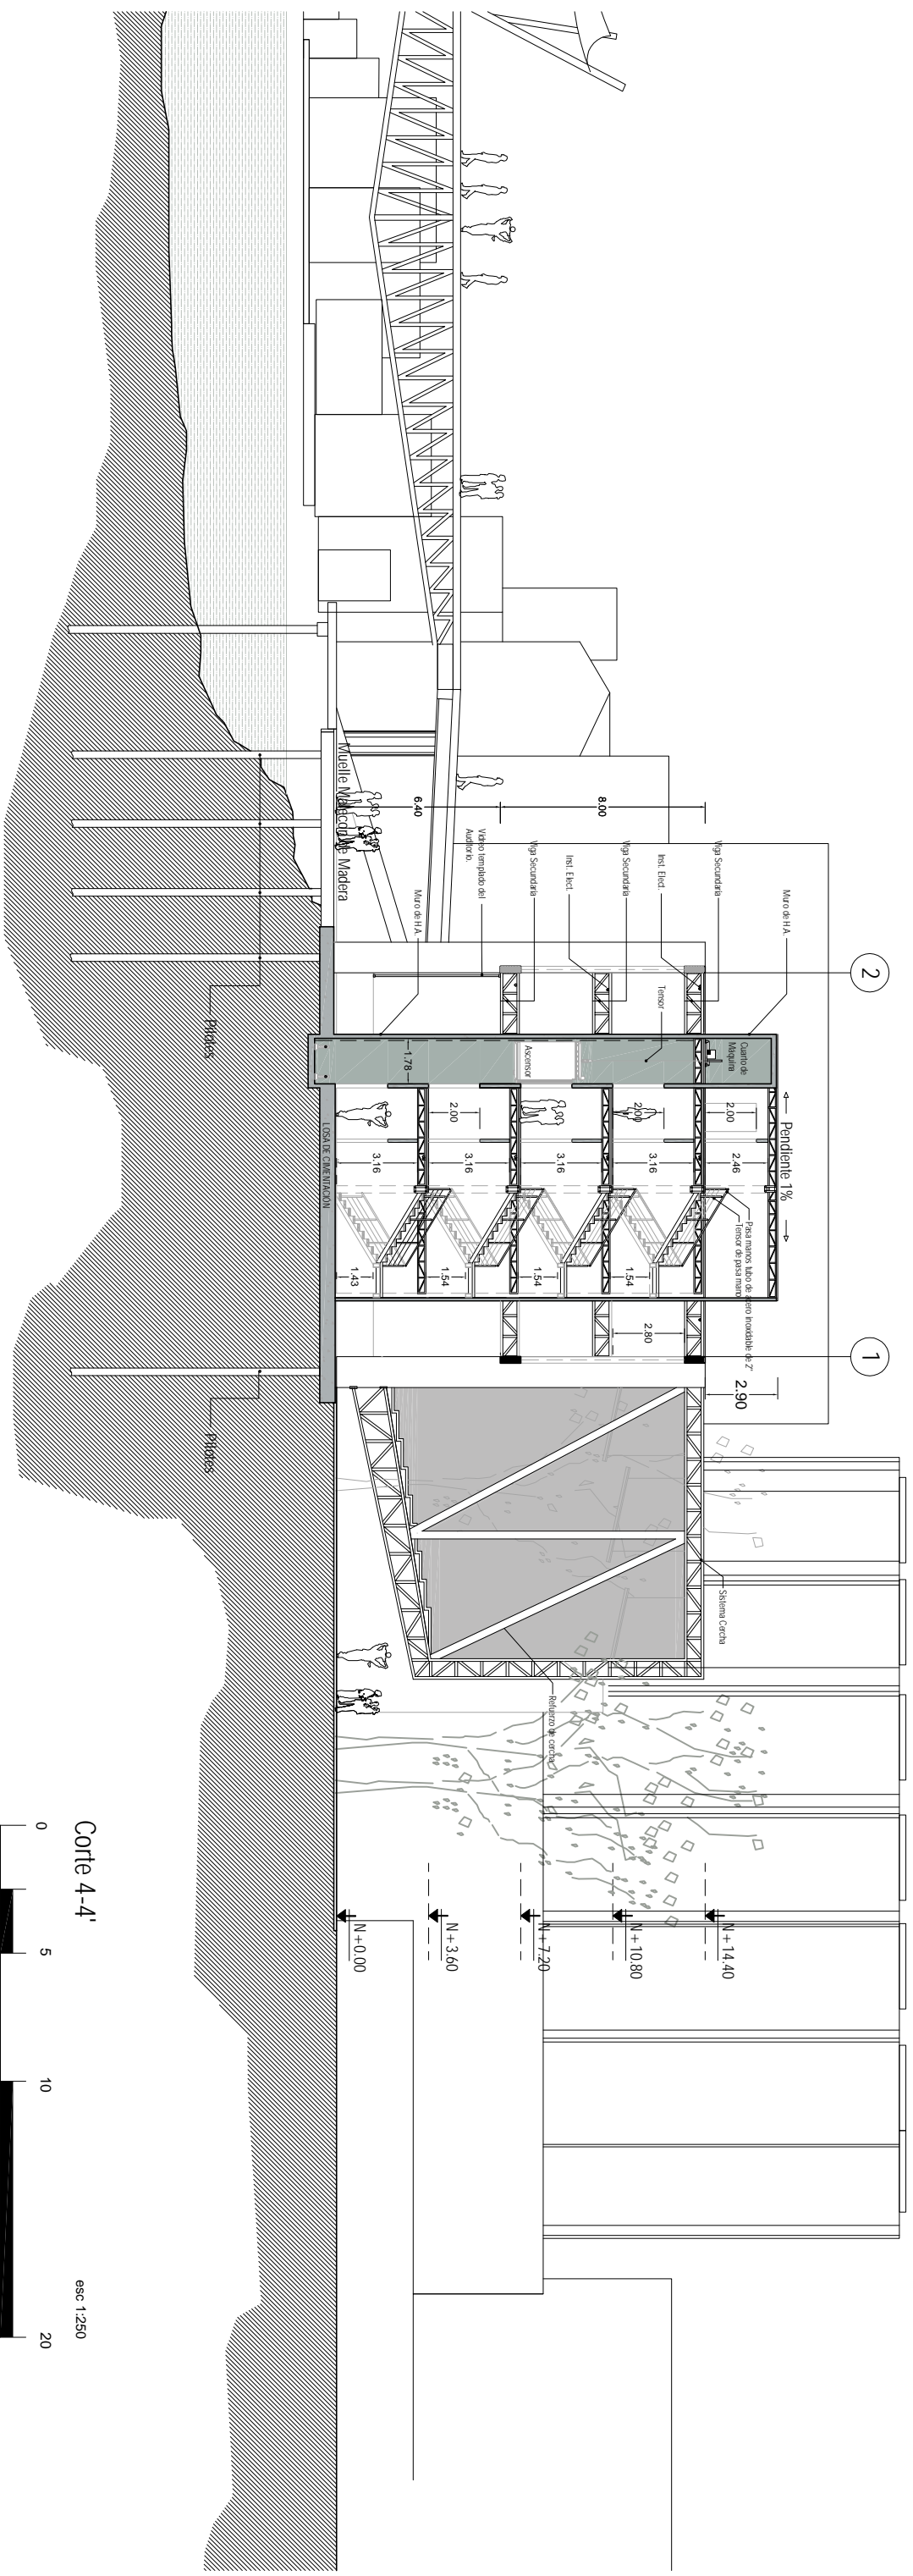 6.40
8.00
Muelle Malecon de Madera
Vidreo templado del
Auditorio.
Muro de H.A.
Viga Secundaria
Inst. Elect.
Viga Secundaria
Inst. Elect.
Viga Secundaria
Muro de H.A.
2
Tensor
Cuarto de
Maquina
Ascensor
1.78
Pendiente 1%
2.00
2.00
2.00
3.16
3.16
3.16
3.16
2.46
Pasa manos tubo de acero inoxidable de 2"
Tensor de pasa mano
1.43
1.54
1.54
1.54
2.80
LOSA DE CIMENTACIÓN
Pilotes
Pilotes
1
2.90
Sistema Cercha
Refuerzo de cercha
N +14.40
N +10.80
N +7.20
N +3.60
N +0.00
Corte 4-4'
esc 1:250
0
5
10
20